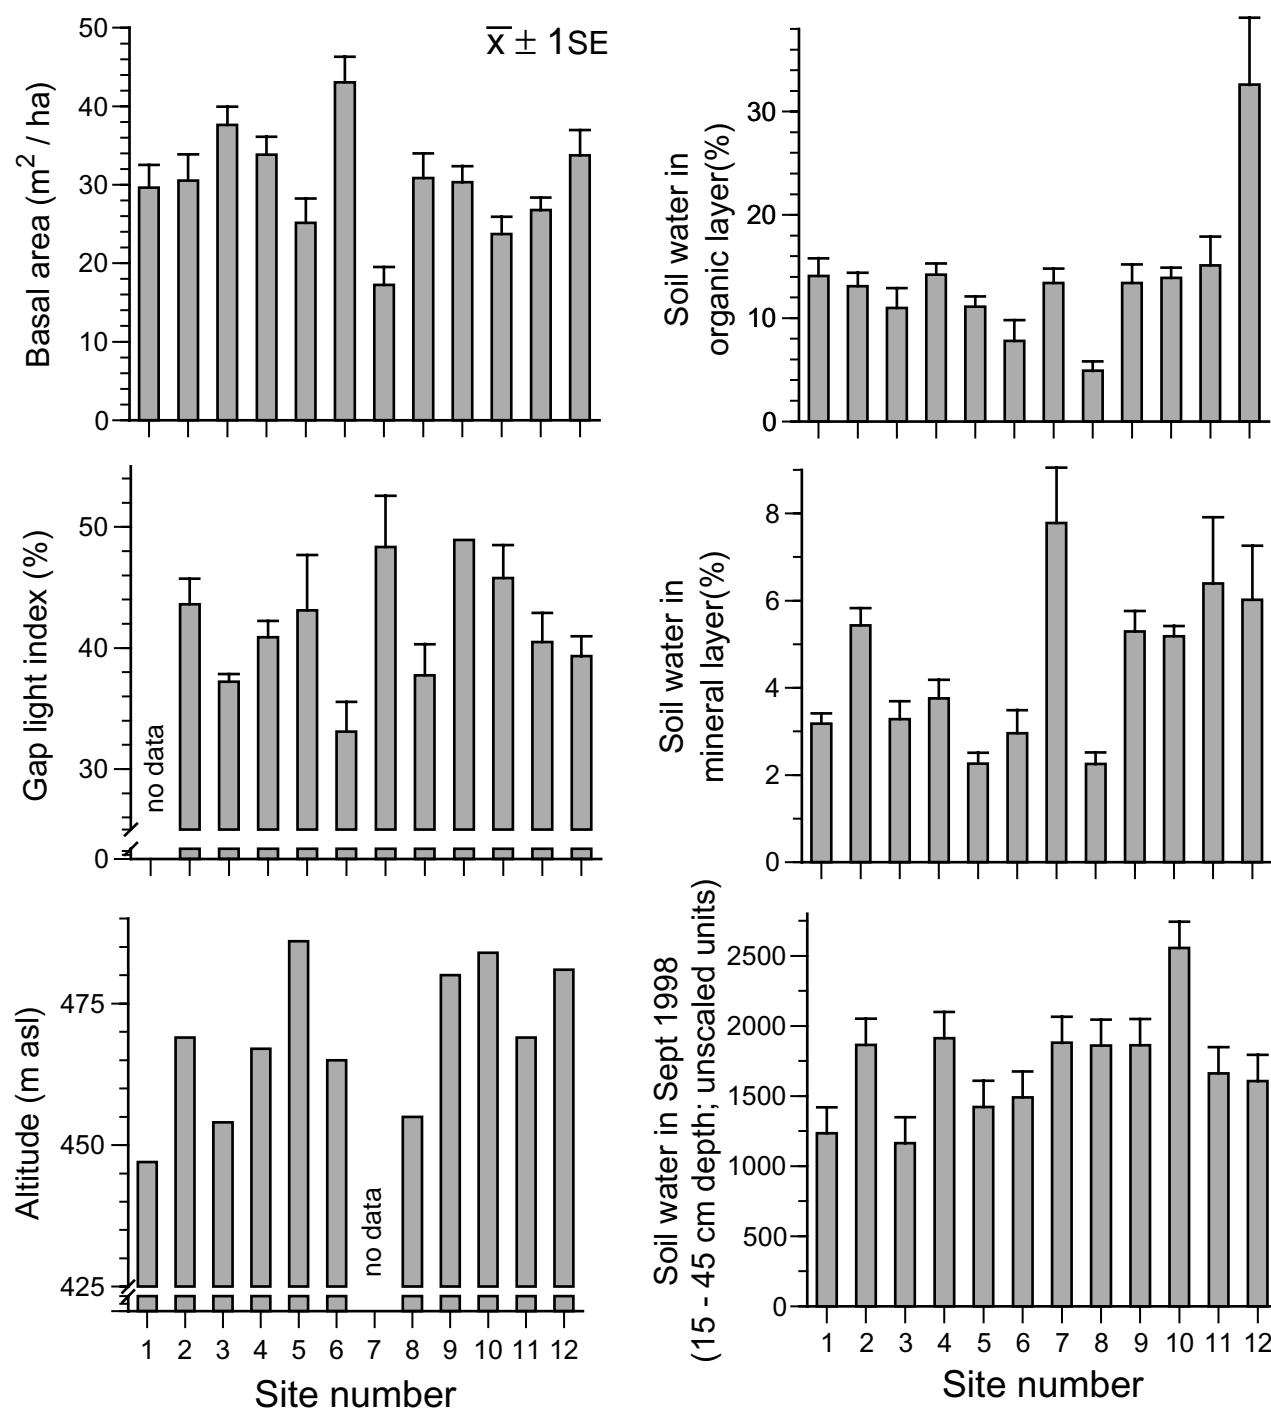 x ± 1SE
Basal area (m2 / ha)
50
40
30
20
10
0
Soil water in
organic layer(%)
30
20
10
0
Gap light index (%)
50
40
30
0
no data
Soil water in
mineral layer(%)
8
6
4
2
0
Altitude (m asl)
475
450
425
no data
1 2 3 4 5 6 7 8 9 10 11 12
Site number
Soil water in Sept 1998
(15 - 45 cm depth; unscaled units)
2500
2000
1500
1000
500
0
1 2 3 4 5 6 7 8 9 10 11 12
Site number